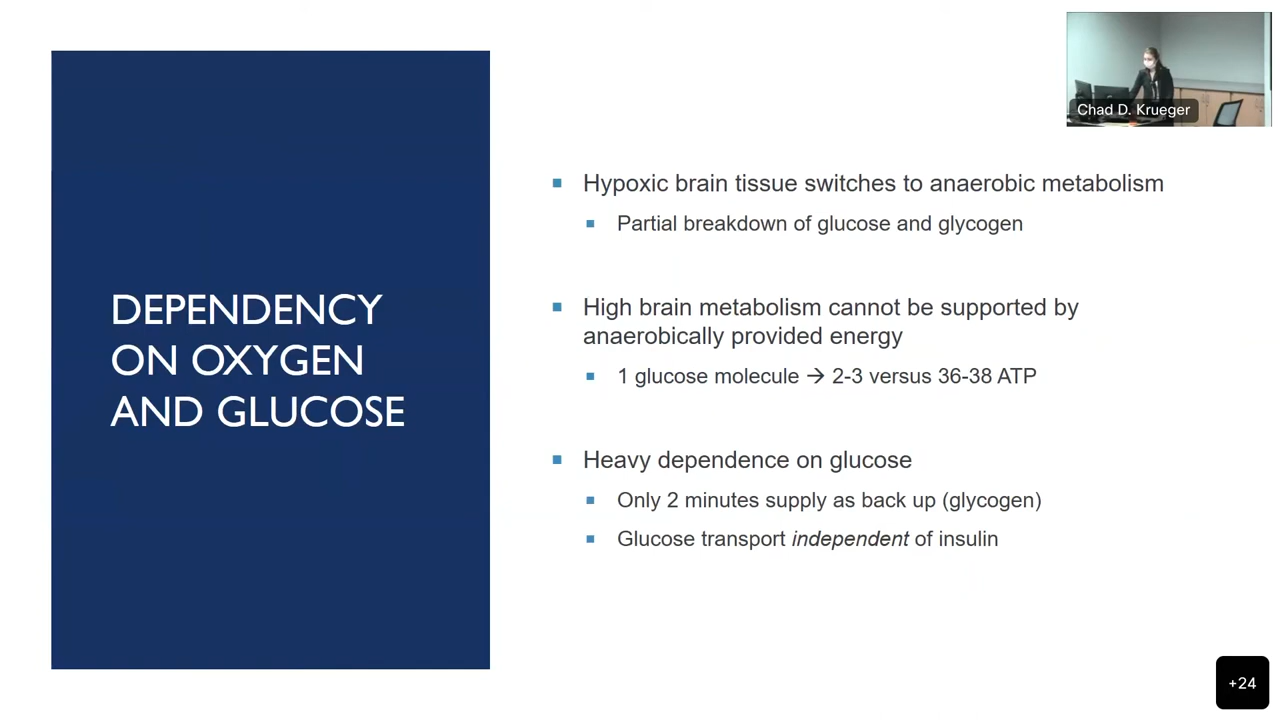 DEPENDENCY
ON OXYGEN
AND GLUCOSE
Chad D. Krueger
Hypoxic brain tissue switches to anaerobic metabolism
Partial breakdown of glucose and glycogen
High brain metabolism cannot be supported by
anaerobically provided energy
1 glucose molecule → 2-3 versus 36-38 ATP
Heavy dependence on glucose
Only 2 minutes supply as back up (glycogen)
Glucose transport independent of insulin
+24